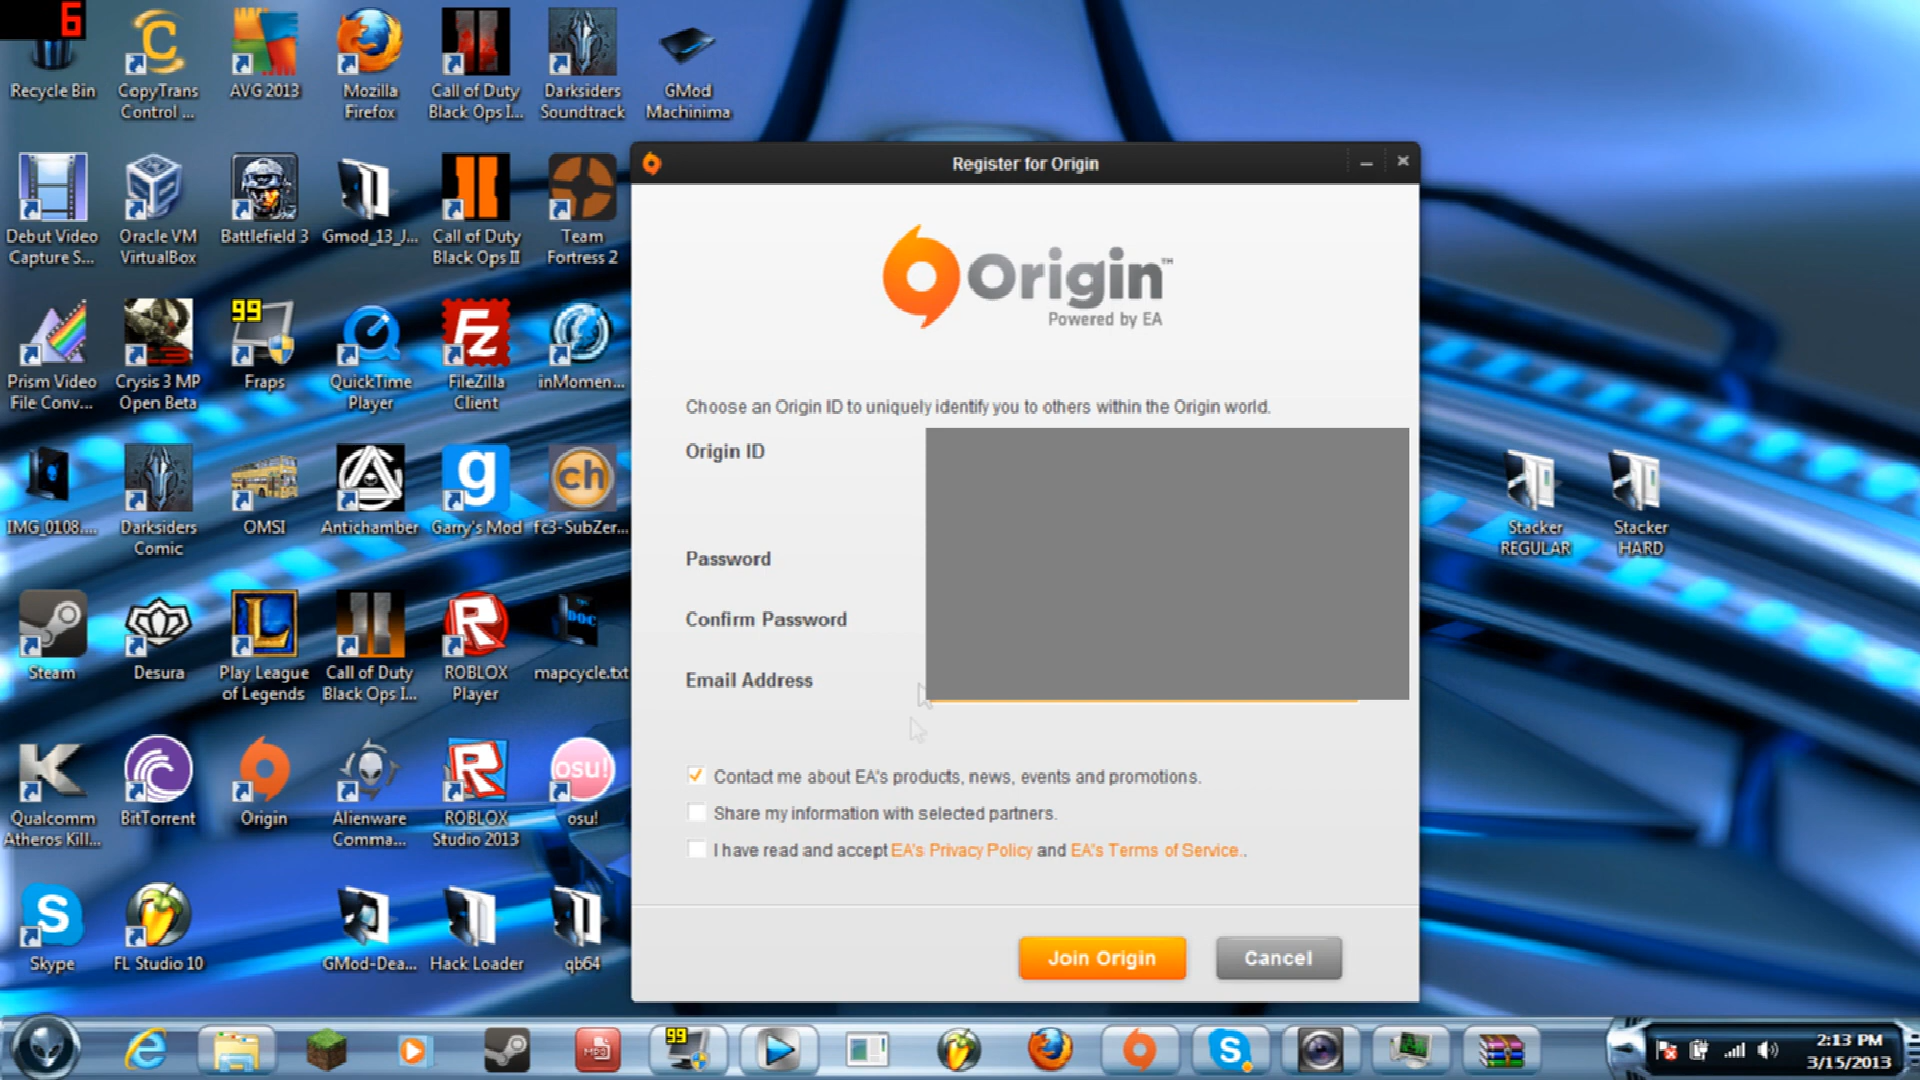 6
Recycle Bin
CopyTrans
Control ...
AVG 2013
Mozilla
Firefox
Call of Duty
Black Ops I...
Darksiders
Soundtrack
GMod
Machinima
Debut Video
Capture S...
Oracle VM
VirtualBox
Battlefield 3
Gmod_13_J...
Call of Duty
Black Ops II
Team
Fortress 2
Prism Video
File Conv...
Crysis 3 MP
Open Beta
99
Fraps
QuickTime
Player
FileZilla
Client
inMomen...
IMG_0108....
Darksiders
Comic
OMSI
Antichamber
g
Garry's Mod
ch
fc3-SubZer...
Steam
Desura
Play League
of Legends
Call of Duty
Black Ops I...
ROBLOX
Player
DOC
mapcycle.txt
Qualcomm
Atheros Kill...
BitTorrent
Origin
Alienware
Comma...
ROBLOX
Studio 2013
osu!
osu!
Skype
FL Studio 10
GMod-Dea...
Hack Loader
qb64
Stacker
REGULAR
Stacker
HARD
Register for Origin
Origin™
Powered by EA
Choose an Origin ID to uniquely identify you to others within the Origin world.
Origin ID
Password
Confirm Password
Email Address
Contact me about EA's products, news, events and promotions.
Share my information with selected partners.
I have read and accept EA's Privacy Policy and EA's Terms of Service..
Join Origin
Cancel
99
2:13 PM
3/15/2013